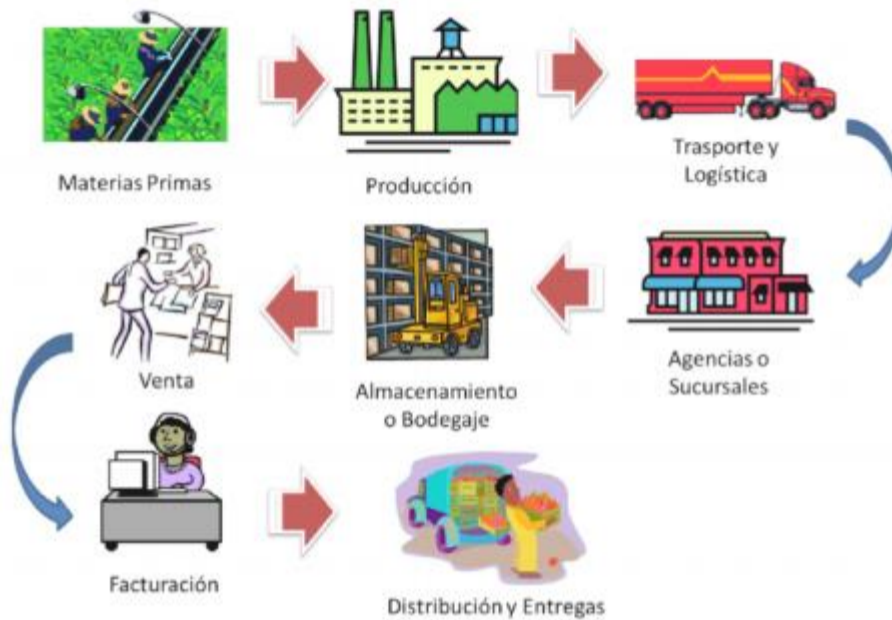 Materias Primas
Producción
Trasporte y
Logística
Agencias o
Sucursales
Almacenamiento
o Bodegaje
Venta
Facturación
Distribución y Entregas